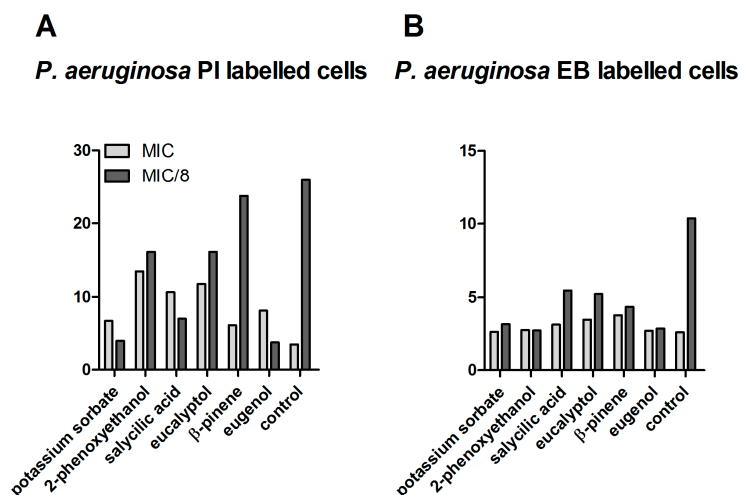 A
P. aeruginosa PI labelled cells
30
20
10
0
MIC
MIC/8
potassium sorbate
2-phenoxyethanol
salycilic acid
eucalyptol
β-pinene
eugenol
control
B
P. aeruginosa EB labelled cells
15
10
5
0
potassium sorbate
2-phenoxyethanol
salycilic acid
eucalyptol
β-pinene
eugenol
control